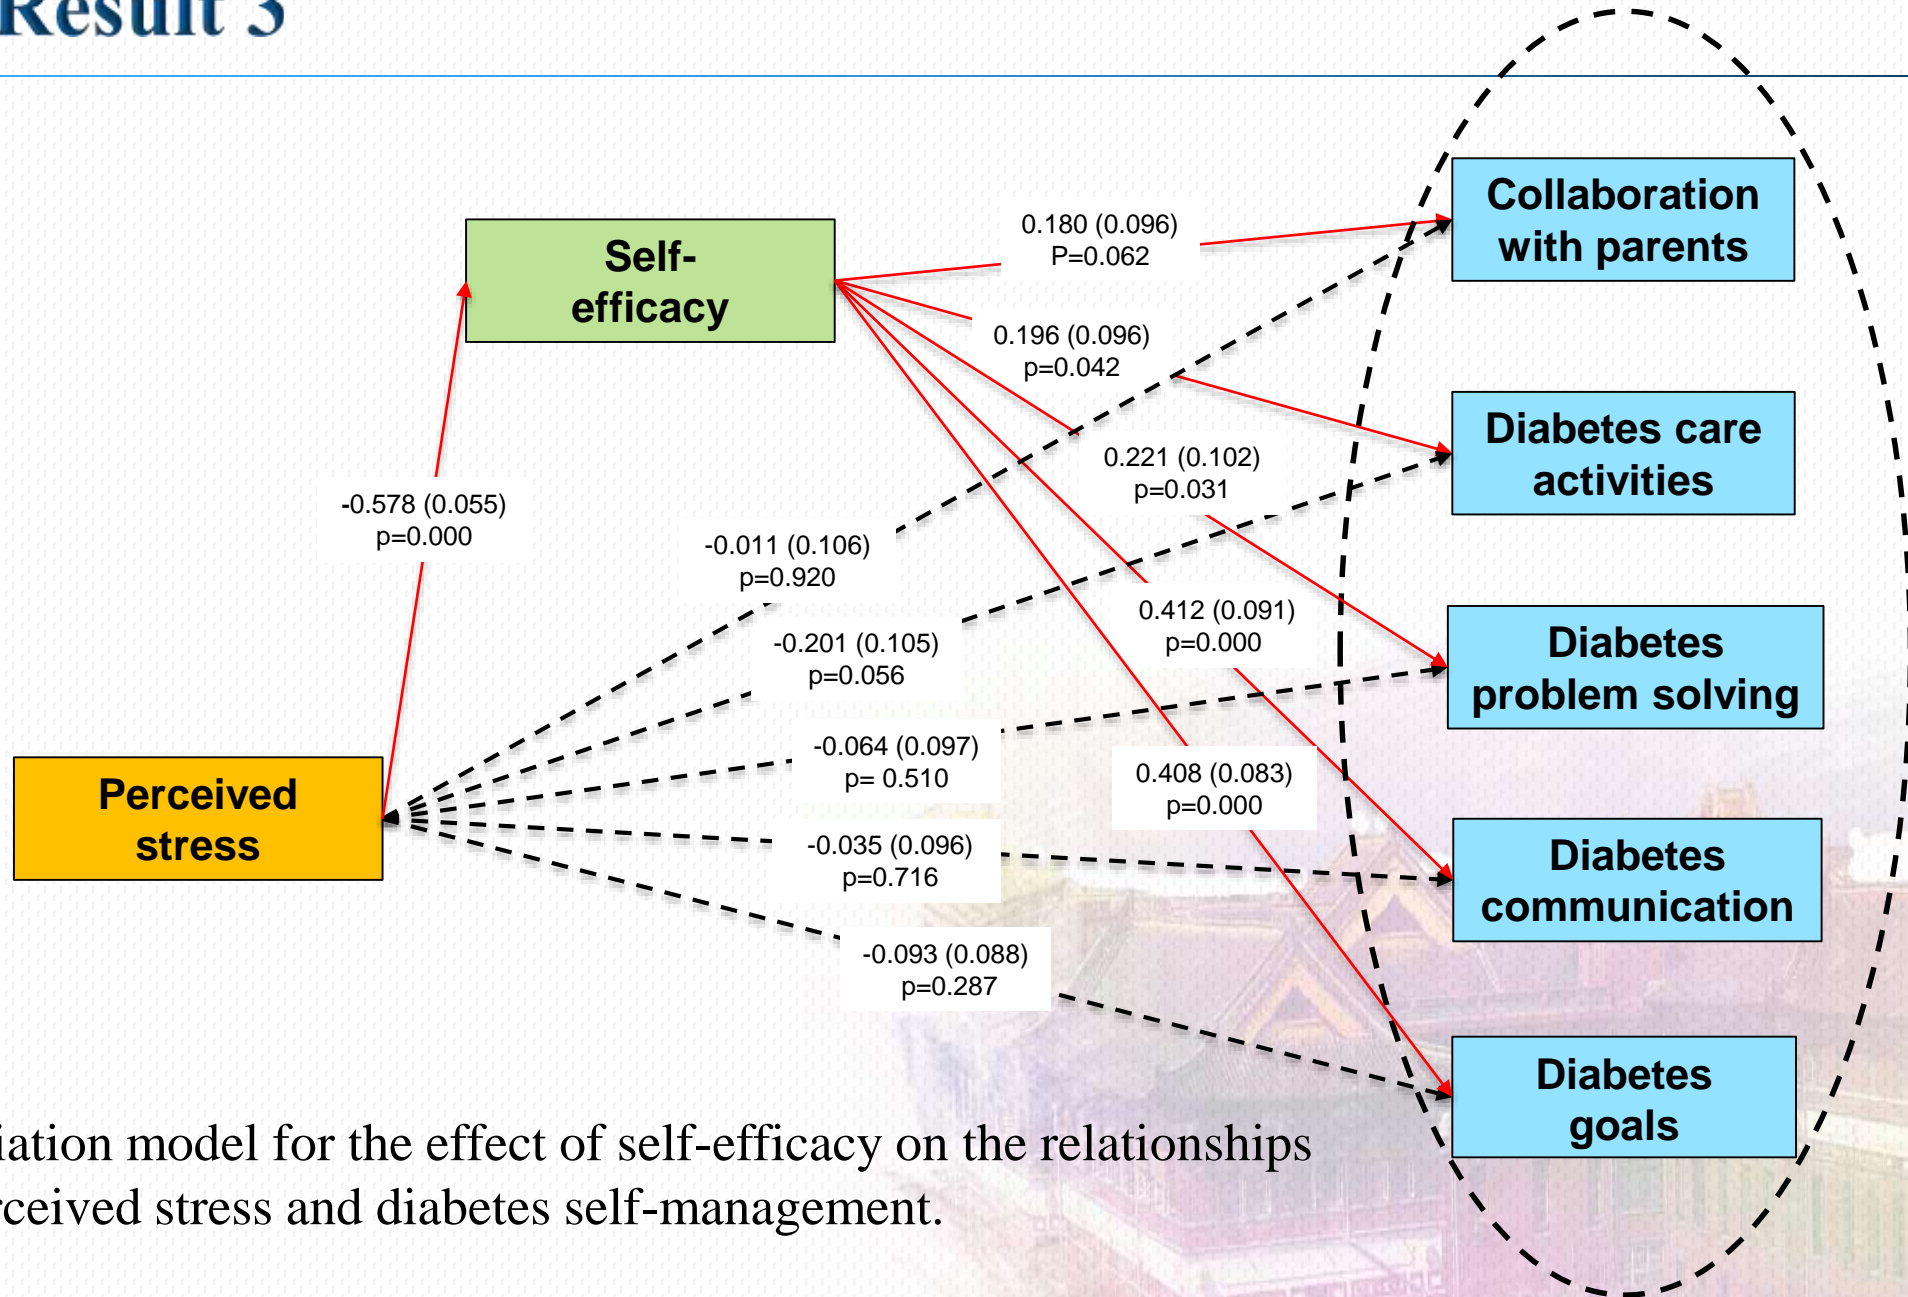 Result 3
Collaboration
with parents
0.180 (0.096)
P=0.062
Self-
efficacy
0.196 (0.096)
p=0.042
Diabetes care
activities
0.221 (0.102)
p=0.031
-0.578 (0.055)
p=0.000
-0.011 (0.106)
p=0.920
0.412 (0.091)
p=0.000
-0.201 (0.105)
p=0.056
Diabetes
problem solving
-0.064 (0.097)
p= 0.510
0.408 (0.083)
p=0.000
Perceived
stress
-0.035 (0.096)
p=0.716
Diabetes
communication
-0.093 (0.088)
p=0.287
Diabetes
goals
iation model for the effect of self-efficacy on the relationships
rceived stress and diabetes self-management.